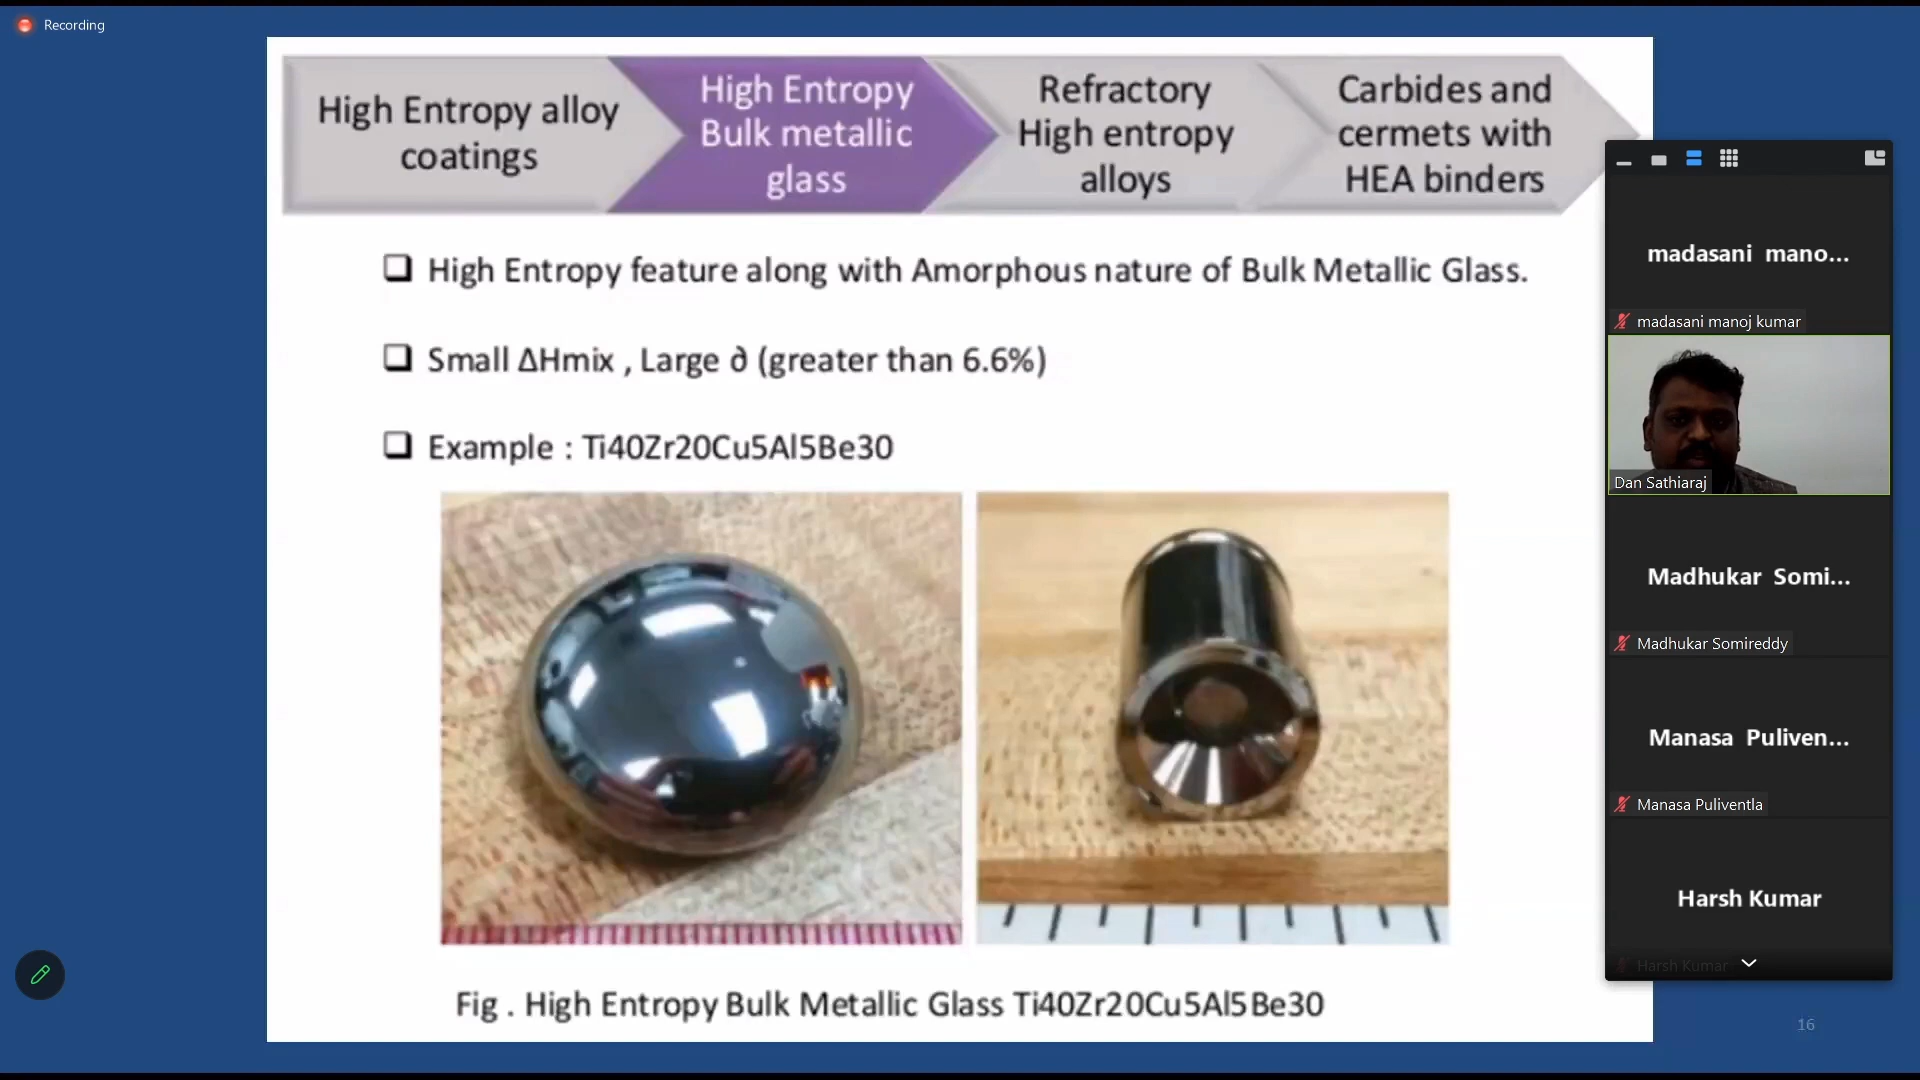 Recording
High Entropy alloy
coatings
High Entropy
Bulk metallic
glass
Refractory
High entropy
alloys
Carbides and
cermets with
HEA binders
High Entropy feature along with Amorphous nature of Bulk Metallic Glass.
Small ΔHmix , Large ∂ (greater than 6.6%)
Example : Ti40Zr20Cu5Al5Be30
Fig . High Entropy Bulk Metallic Glass Ti40Zr20Cu5Al5Be30
16
madasani mano...
madasani manoj kumar
Dan Sathiaraj
Madhukar Somi...
Madhukar Somireddy
Manasa Puliven...
Manasa Puliventla
Harsh Kumar
Harsh Kumar